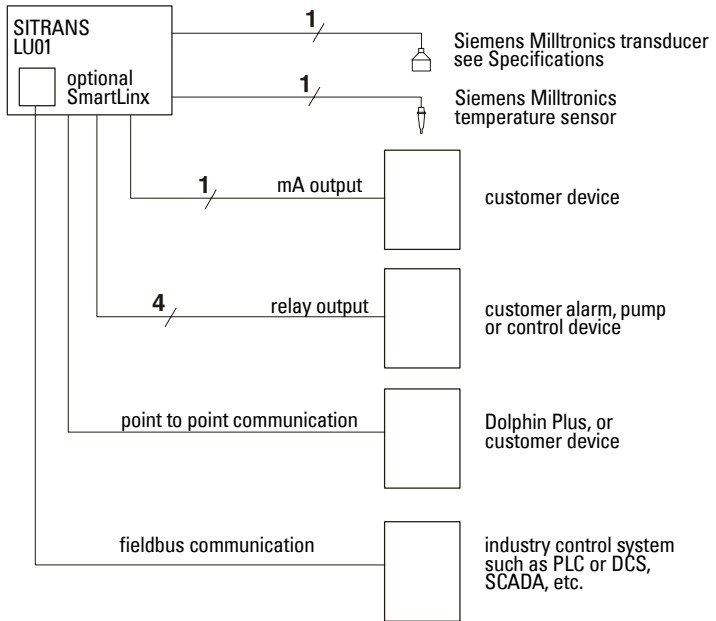 SITRANS
LU01
optional
SmartLinx
1
Siemens Milltronics transducer
see Specifications
1
Siemens Milltronics
temperature sensor
1
mA output
customer device
4
relay output
customer alarm, pump
or control device
point to point communication
Dolphin Plus, or
customer device
fieldbus communication
industry control system
such as PLC or DCS,
SCADA, etc.